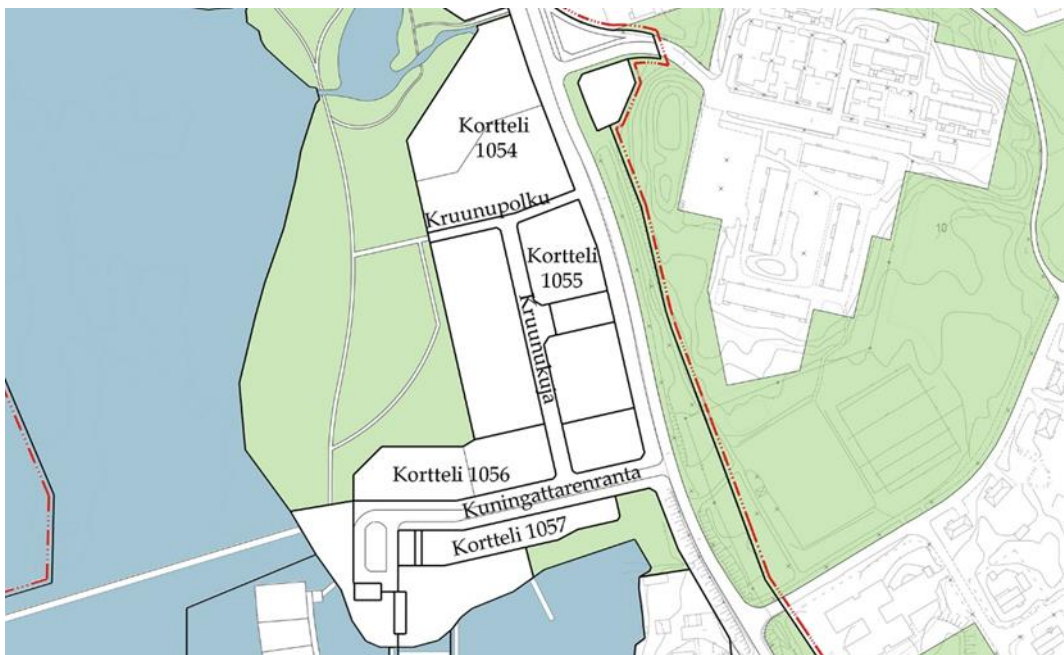 Kortteli
1054
Kruunupolku
Kortteli
1055
10
Kruunukuja
Kortteli 1056
Kuningattarenranta
Kortteli 1057